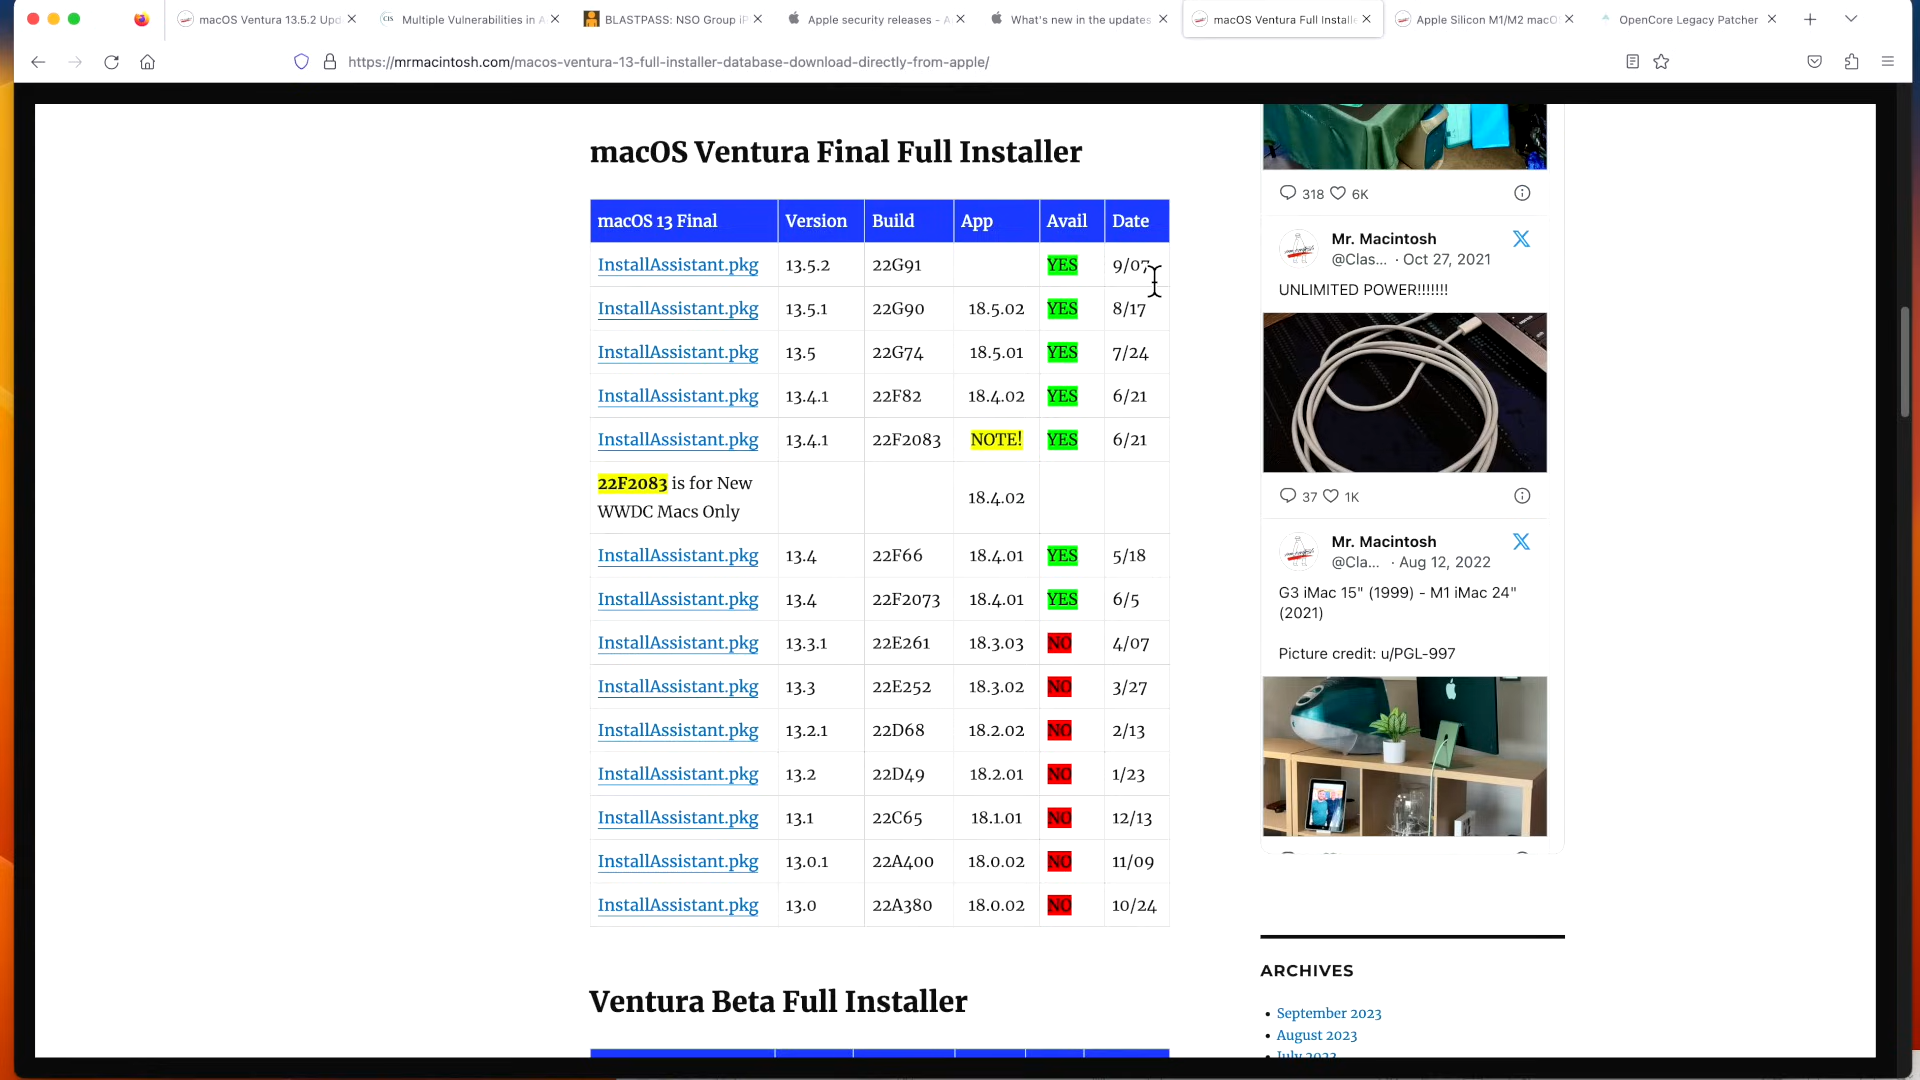 macOS Ventura 13.5.2 Upd
Multiple Vulnerabilities in A
BLASTPASS: NSO Group iP
Apple security releases - A
What's new in the updates
macOS Ventura Full Installe
Apple Silicon M1/M2 macO
OpenCore Legacy Patcher
https://mrmacintosh.com/macos-ventura-13-full-installer-database-download-directly-from-apple/
macOS Ventura Final Full Installer
macOS 13 Final Version Build App Avail Date
InstallAssistant.pkg 13.5.2 22G91 YES 9/07
InstallAssistant.pkg 13.5.1 22G90 18.5.02 YES 8/17
InstallAssistant.pkg 13.5 22G74 18.5.01 YES 7/24
InstallAssistant.pkg 13.4.1 22F82 18.4.02 YES 6/21
InstallAssistant.pkg 13.4.1 22F2083 NOTE! YES 6/21
22F2083 is for New
WWDC Macs Only
18.4.02
InstallAssistant.pkg 13.4 22F66 18.4.01 YES 5/18
InstallAssistant.pkg 13.4 22F2073 18.4.01 YES 6/5
InstallAssistant.pkg 13.3.1 22E261 18.3.03 NO 4/07
InstallAssistant.pkg 13.3 22E252 18.3.02 NO 3/27
InstallAssistant.pkg 13.2.1 22D68 18.2.02 NO 2/13
InstallAssistant.pkg 13.2 22D49 18.2.01 NO 1/23
InstallAssistant.pkg 13.1 22C65 18.1.01 NO 12/13
InstallAssistant.pkg 13.0.1 22A400 18.0.02 NO 11/09
InstallAssistant.pkg 13.0 22A380 18.0.02 NO 10/24
Ventura Beta Full Installer
318 6K
Mr. Macintosh
@Clas... · Oct 27, 2021
UNLIMITED POWER!!!!!!!
37 1K
Mr. Macintosh
@Cla... · Aug 12, 2022
G3 iMac 15" (1999) - M1 iMac 24"
(2021)
Picture credit: u/PGL-997
ARCHIVES
• September 2023
• August 2023
• July 2023